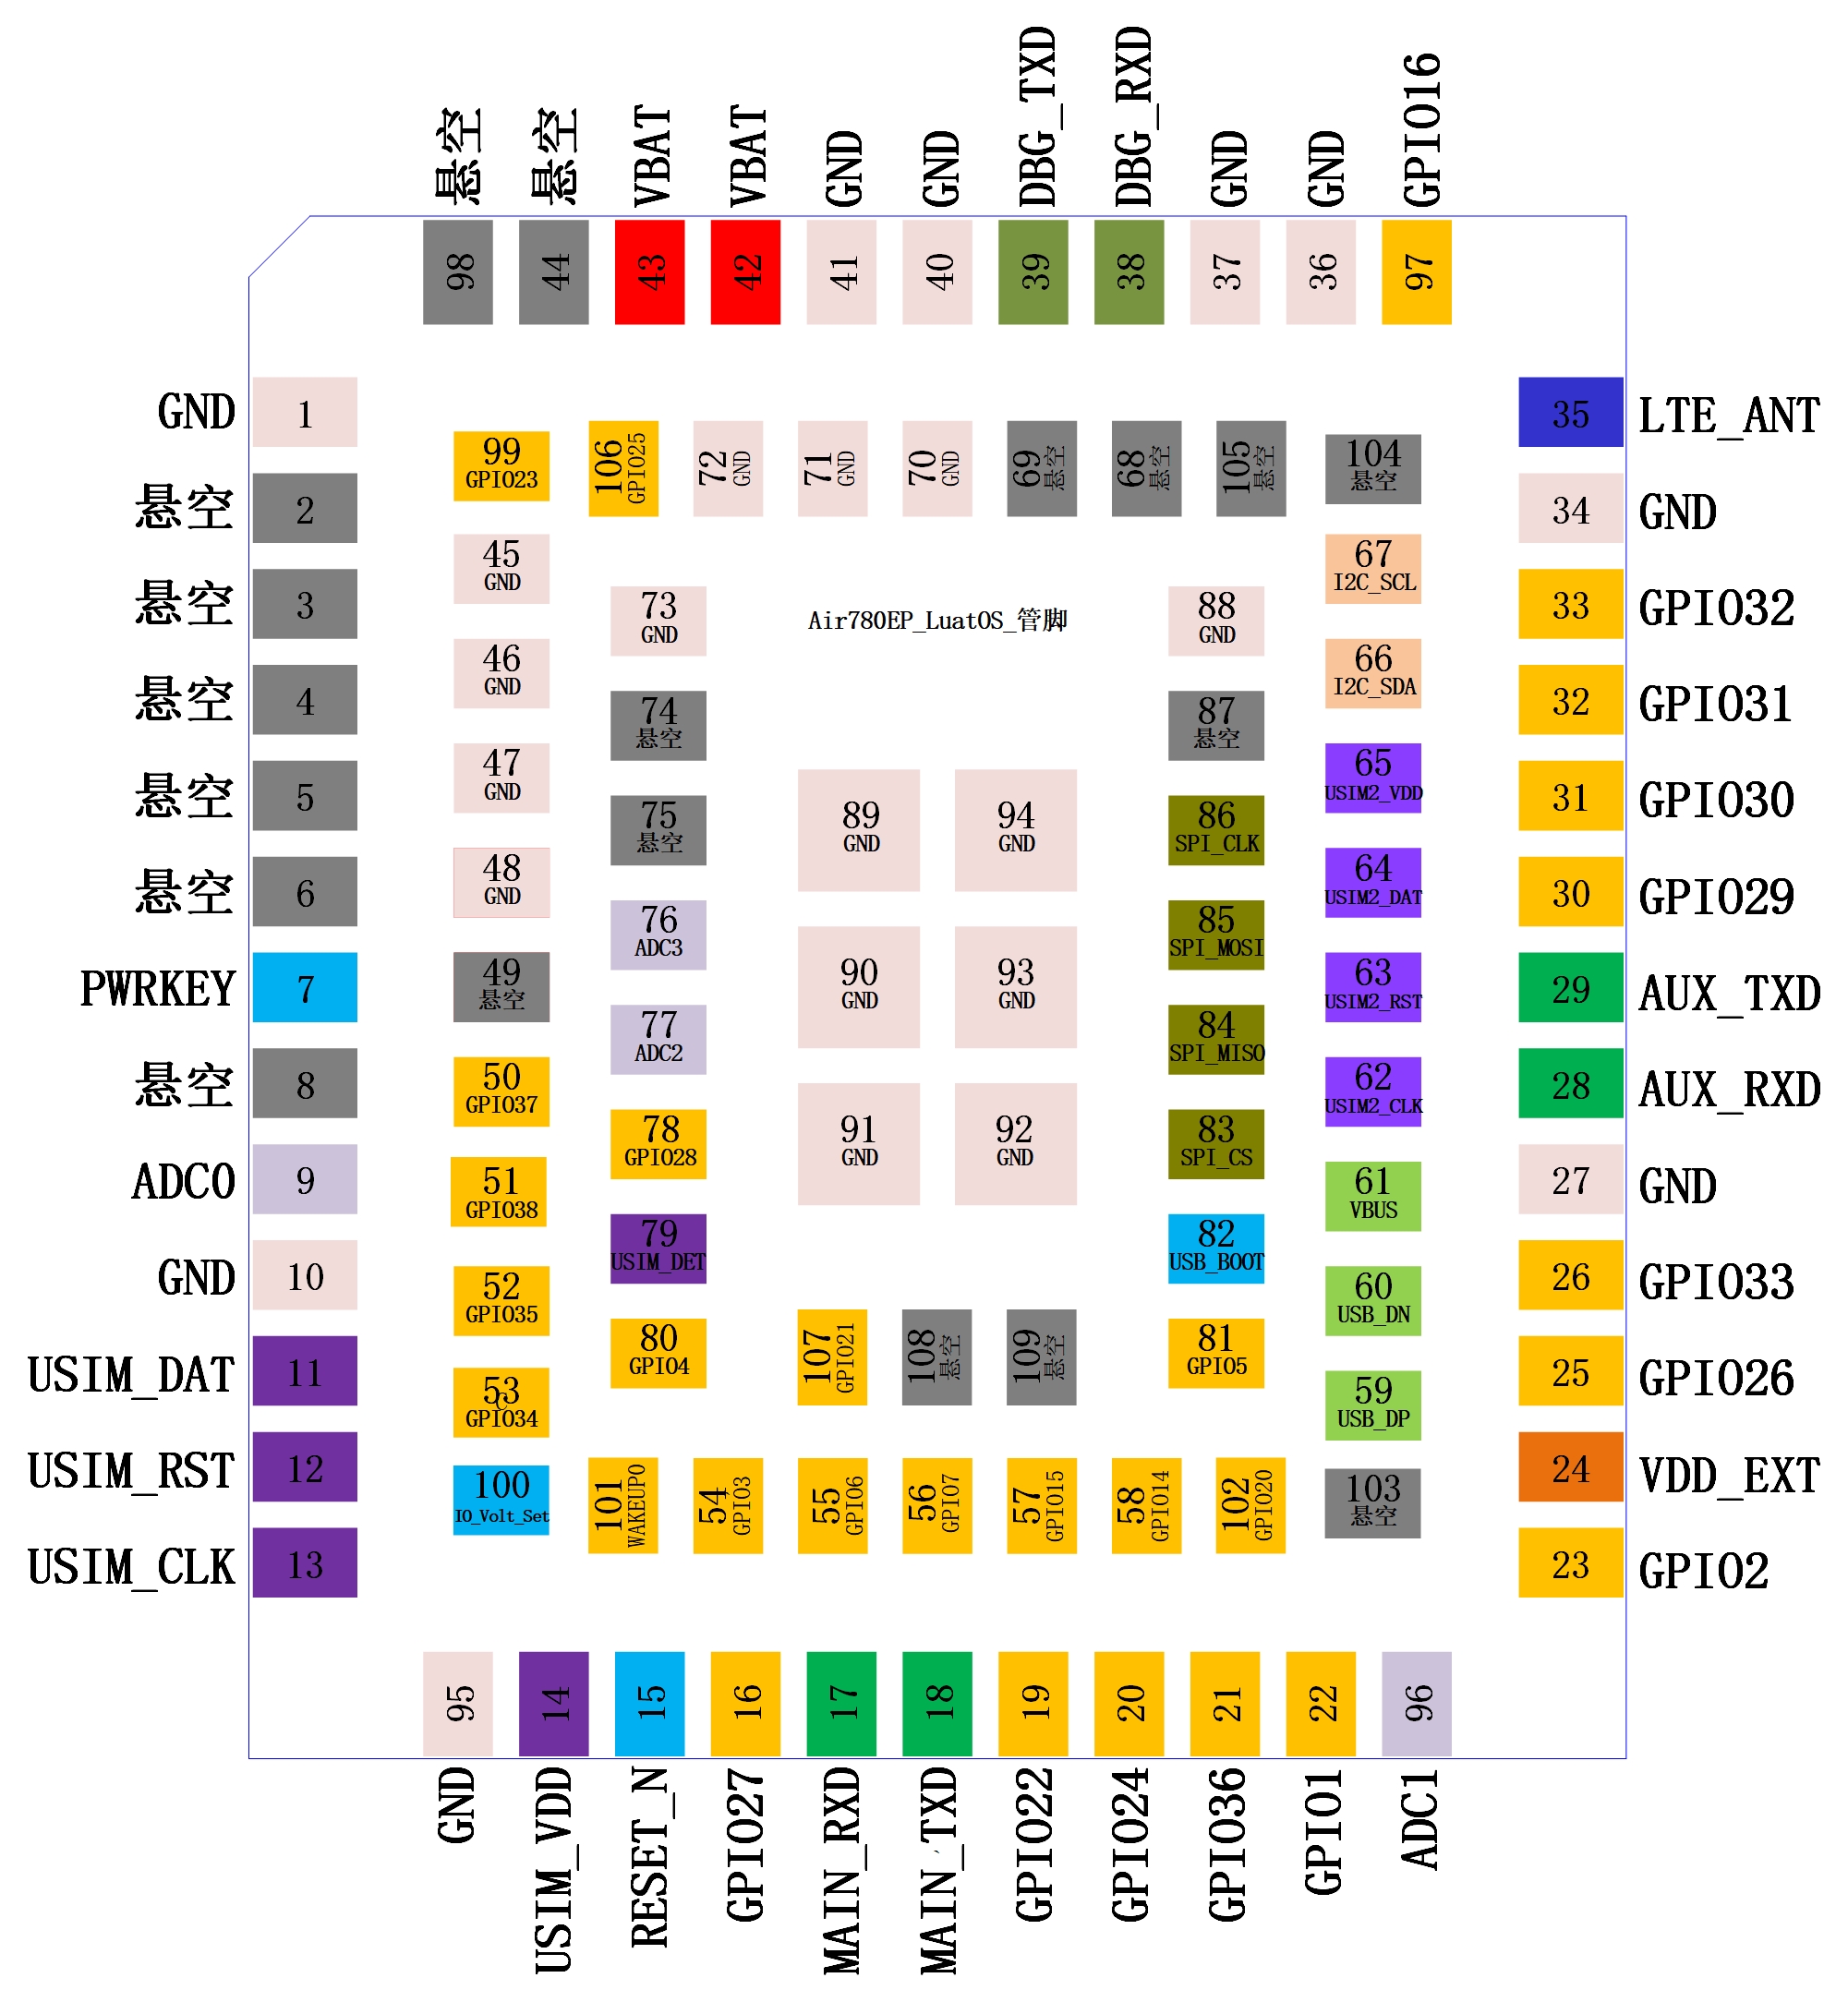 悬空
悬空
VBAT
VBAT
GND
GND
DBG_TXD
DBG_RXD
GND
GND
GPIO16
98
44
43
42
41
40
39
38
37
36
97
GND
悬空
悬空
悬空
悬空
悬空
PWRKEY
悬空
ADC0
GND
USIM_DAT
USIM_RST
USIM_CLK
1
2
3
4
5
6
7
8
9
10
11
12
13
99
GPIO23
106
GPIO25
72
GND
71
GND
70
GND
69
悬空
68
悬空
105
悬空
104
悬空
45
GND
46
GND
47
GND
48
GND
49
悬空
50
GPIO37
51
GPIO38
52
GPIO35
53
C
GPIO34
100
IO_Volt_Set
73
GND
74
悬空
75
悬空
76
ADC3
77
ADC2
78
GPIO28
79
USIM_DET
80
GPIO4
Air780EP_LuatOS_管脚
89
GND
94
GND
90
GND
93
GND
91
GND
92
GND
107
GPIO21
108
悬空
109
悬空
88
GND
87
悬空
86
SPI_CLK
85
SPI_MOSI
84
SPI_MISO
83
SPI_CS
82
USB_BOOT
81
GPIO5
67
I2C_SCL
66
I2C_SDA
65
USIM2_VDD
64
USIM2_DAT
63
USIM2_RST
62
USIM2_CLK
61
VBUS
60
USB_DN
59
USB_DP
103
悬空
101
WAKEUP0
54
GPIO3
55
GPIO6
56
GPIO7
57
GPIO15
58
GPIO14
102
GPIO20
35
34
33
32
31
30
29
28
27
26
25
24
23
LTE_ANT
GND
GPIO32
GPIO31
GPIO30
GPIO29
AUX_TXD
AUX_RXD
GND
GPIO33
GPIO26
VDD_EXT
GPIO2
95
14
15
16
17
18
19
20
21
22
96
GND
USIM_VDD
RESET_N
GPIO27
MAIN_RXD
MAIN_TXD
GPIO22
GPIO24
GPIO36
GPIO1
ADC1